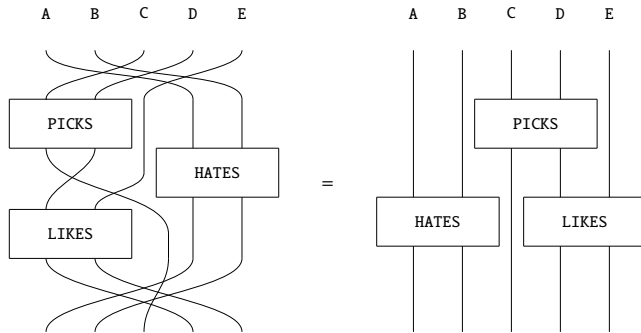 A B C D E A B C D E
PICKS PICKS
HATES
=
LIKES HATES LIKES